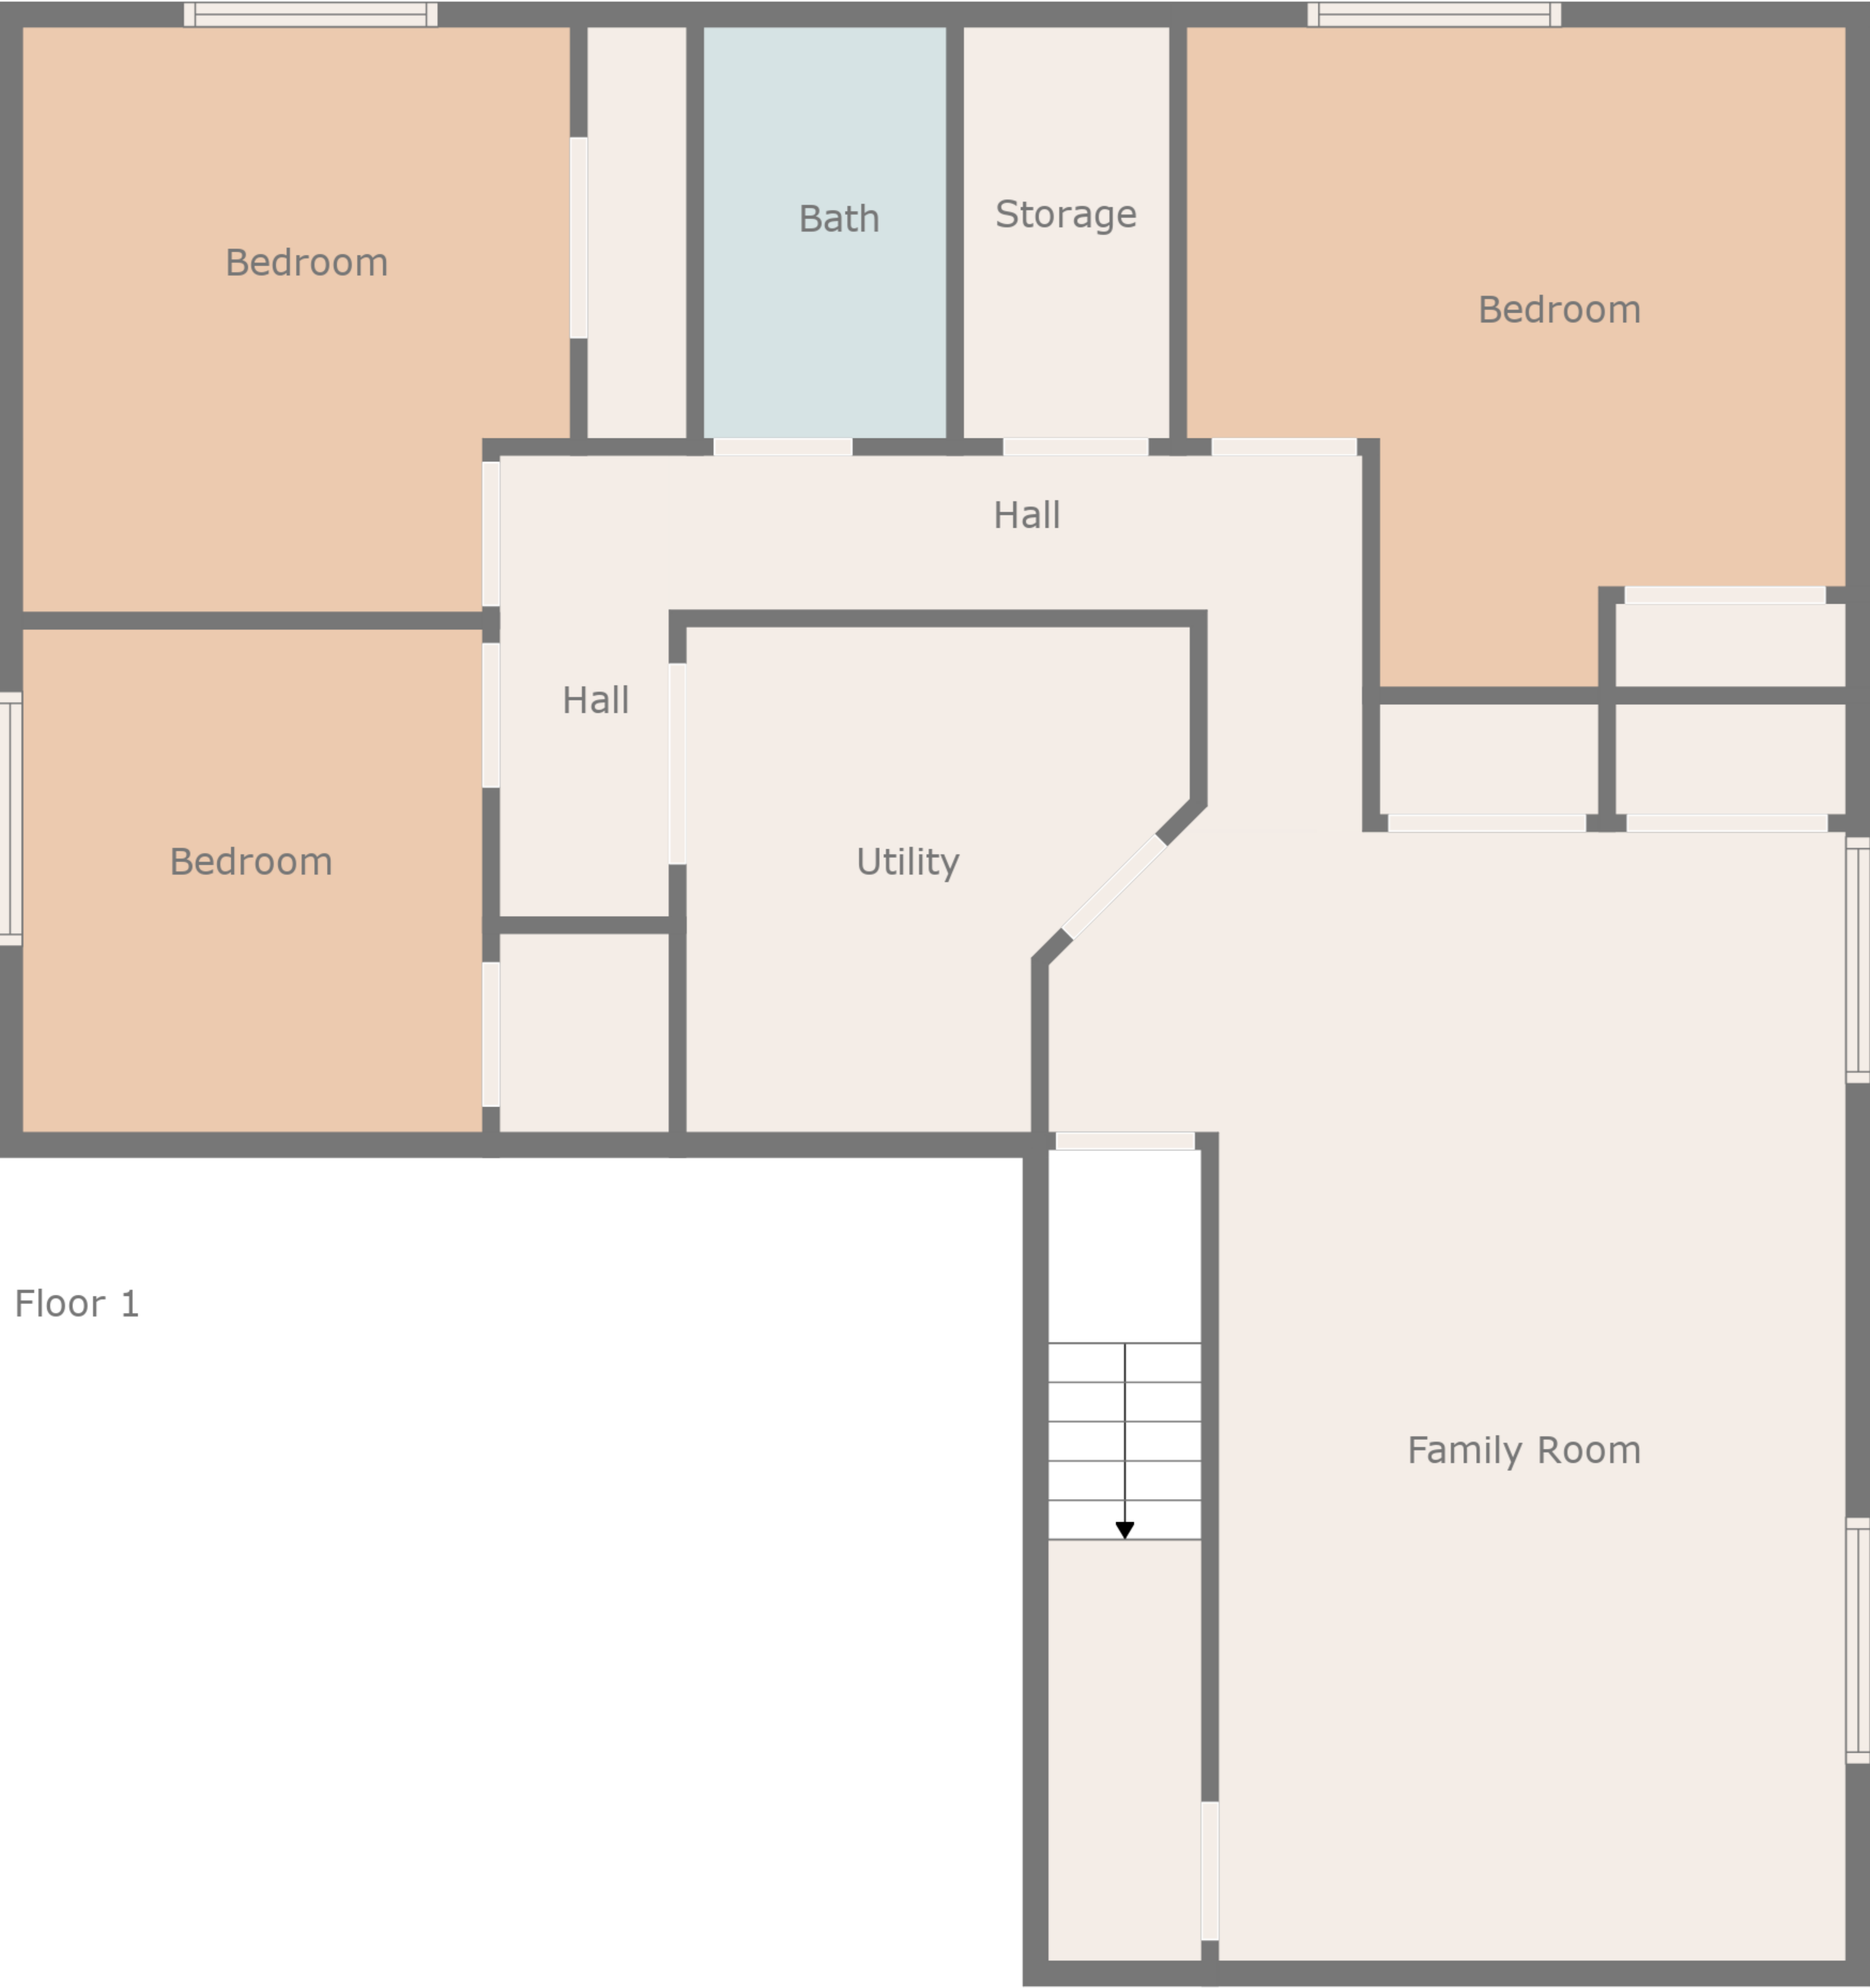 Bath
Storage
Bedroom
Bedroom
Hall
Hall
Bedroom
Utility
Floor 1
Family Room